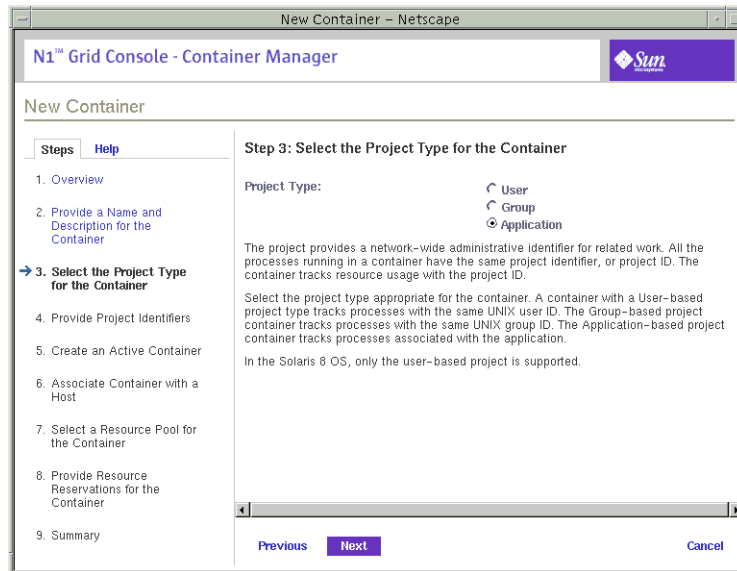 New Container – Netscape
N1™ Grid Console - Container Manager
Sun
microsystems
New Container
Steps Help
1. Overview
2. Provide a Name and
Description for the
Container
3. Select the Project Type
for the Container
4. Provide Project Identifiers
5. Create an Active Container
6. Associate Container with a
Host
7. Select a Resource Pool for
the Container
8. Provide Resource
Reservations for the
Container
9. Summary
Step 3: Select the Project Type for the Container
Project Type:
User
Group
Application
The project provides a network-wide administrative identifier for related work. All the
processes running in a container have the same project identifier, or project ID. The
container tracks resource usage with the project ID.
Select the project type appropriate for the container. A container with a User-based
project type tracks processes with the same UNIX user ID. The Group-based project
container tracks processes with the same UNIX group ID. The Application-based project
container tracks processes associated with the application.
In the Solaris 8 OS, only the user-based project is supported.
Previous Next Cancel